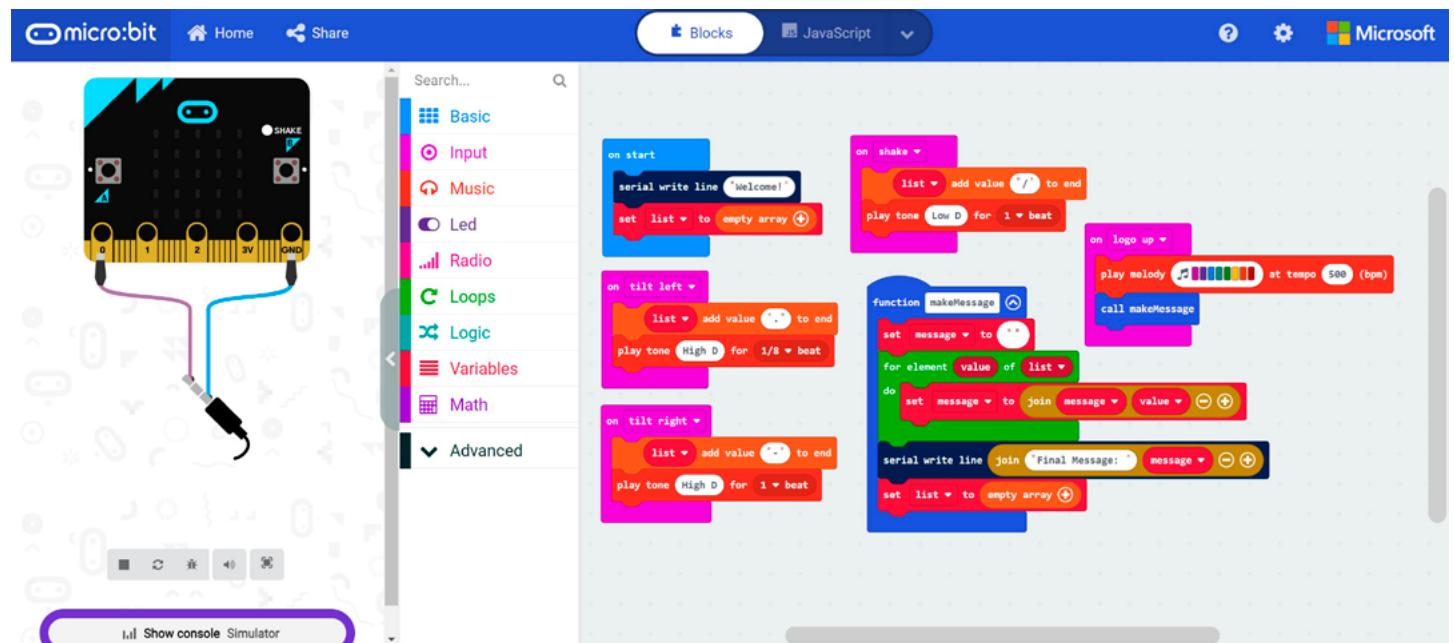 micro:bit Home Share Blocks JavaScript Microsoft
SHAKE
B
A
0 1 2 3V GND
Show console Simulator
Search...
Basic
Input
Music
Led
Radio
Loops
Logic
Variables
Math
Advanced
on start
serial write line "Welcome!"
set list to empty array
on tilt left
list add value "." to end
play tone High D for 1/8 beat
on tilt right
list add value "-" to end
play tone High D for 1 beat
on shake
list add value "/" to end
play tone Low D for 1 beat
function makeMessage
set message to " "
for element value of list
do
set message to join message value
serial write line join "Final Message: " message
set list to empty array
on logo up
play melody at tempo 500 (bpm)
call makeMessage